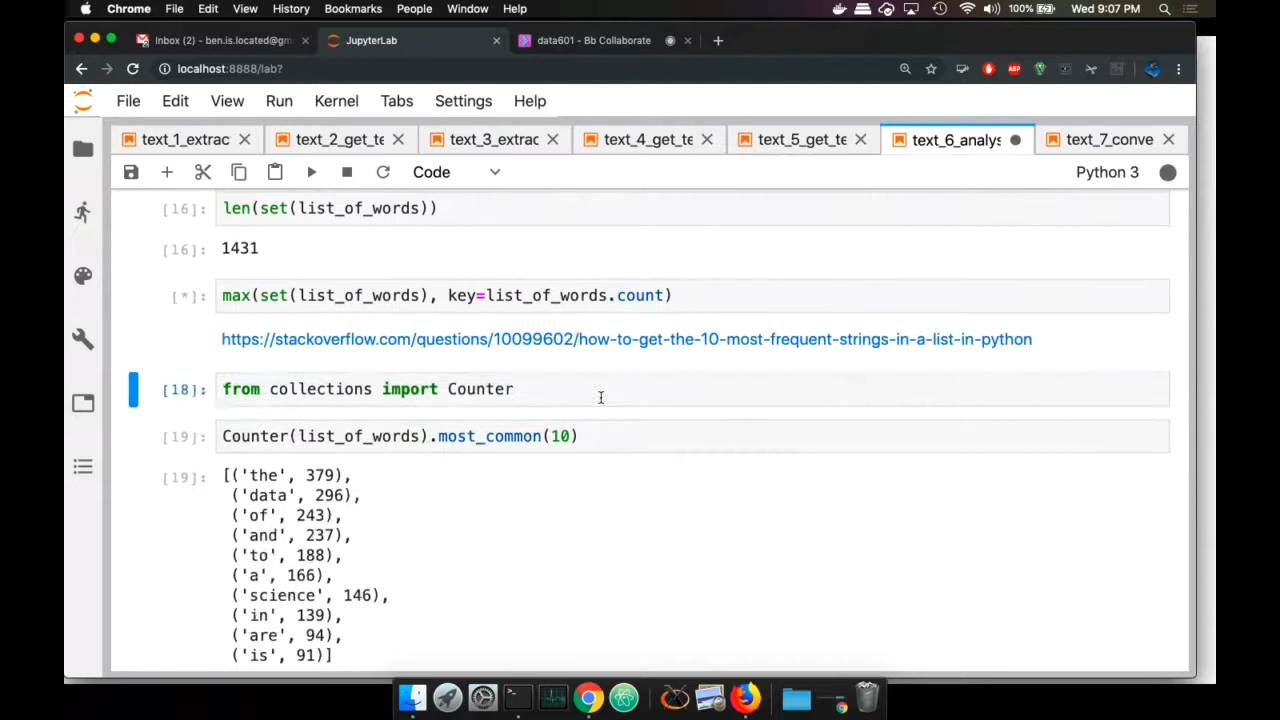 Chrome File Edit View History Bookmarks People Window Help 100% Wed 9:07 PM
Inbox (2) - ben.is.located@gm JupyterLab data601 - Bb Collaborate
localhost:8888/lab? ABP
File Edit View Run Kernel Tabs Settings Help
text_1_extrac text_2_get_te text_3_extrac text_4_get_te text_5_get_te text_6_analys text_7_conve
Code Python 3
[16]: len(set(list_of_words))
[16]: 1431
[*]: max(set(list_of_words), key=list_of_words.count)
https://stackoverflow.com/questions/10099602/how-to-get-the-10-most-frequent-strings-in-a-list-in-python
[18]: from collections import Counter
[19]: Counter(list_of_words).most_common(10)
[19]: [('the', 379),
('data', 296),
('of', 243),
('and', 237),
('to', 188),
('a', 166),
('science', 146),
('in', 139),
('are', 94),
('is', 91)]